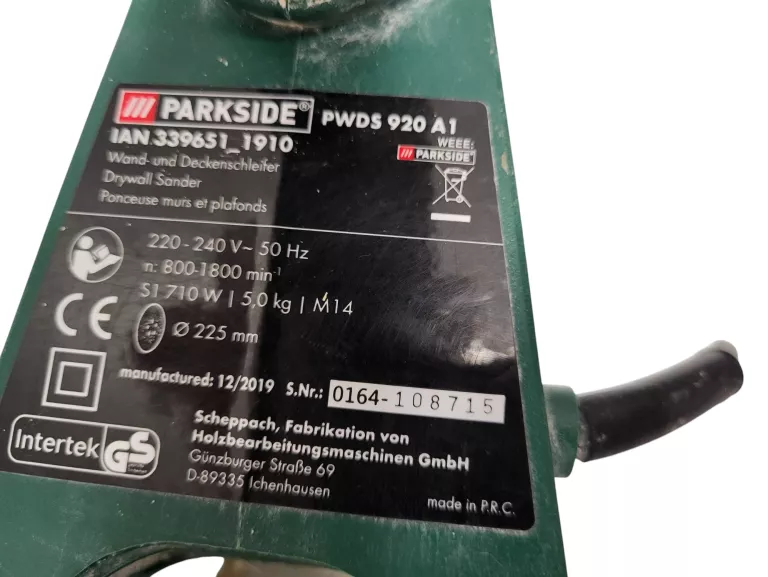 PARKSIDE® PWDS 920 A1
IAN 339651_1910
WEEE:
PARKSIDE
Wand- und Deckenschleifer
Drywall Sander
Ponceuse murs et plafonds
220 - 240 V~ 50 Hz
n: 800-1800 min⁻¹
S1 710 W | 5,0 kg | M14
CE
Ø 225 mm
manufactured: 12/2019 S.Nr.: 0164-108715
Intertek GS
Scheppach, Fabrikation von
Holzbearbeitungsmaschinen GmbH
Günzburger Straße 69
D-89335 Ichenhausen
made in P.R.C.